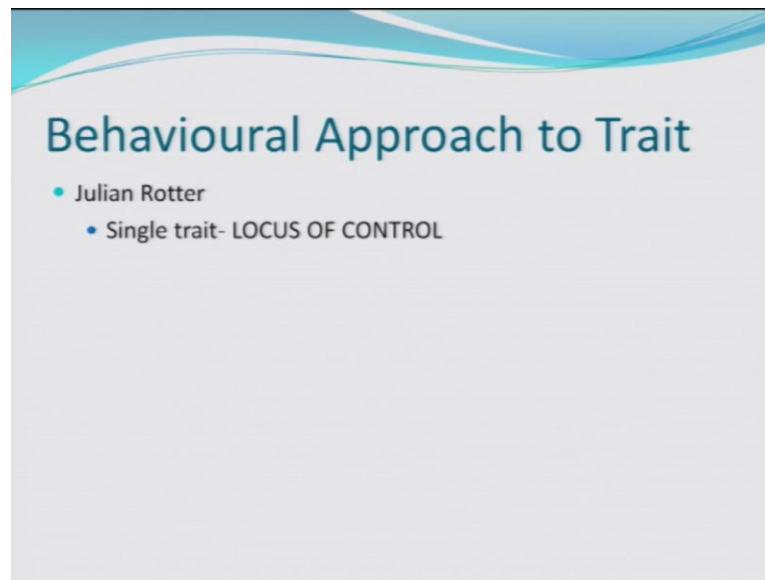 Behavioural Approach to Trait
Julian Rotter
Single trait- LOCUS OF CONTROL